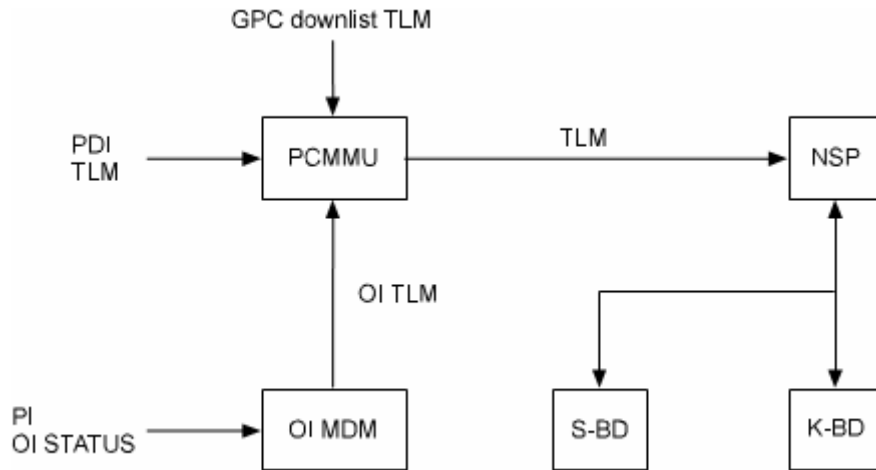 GPC downlist TLM
PDI
TLM
PCMMU
TLM
NSP
OI TLM
PI
OI STATUS
OI MDM
S-BD
K-BD